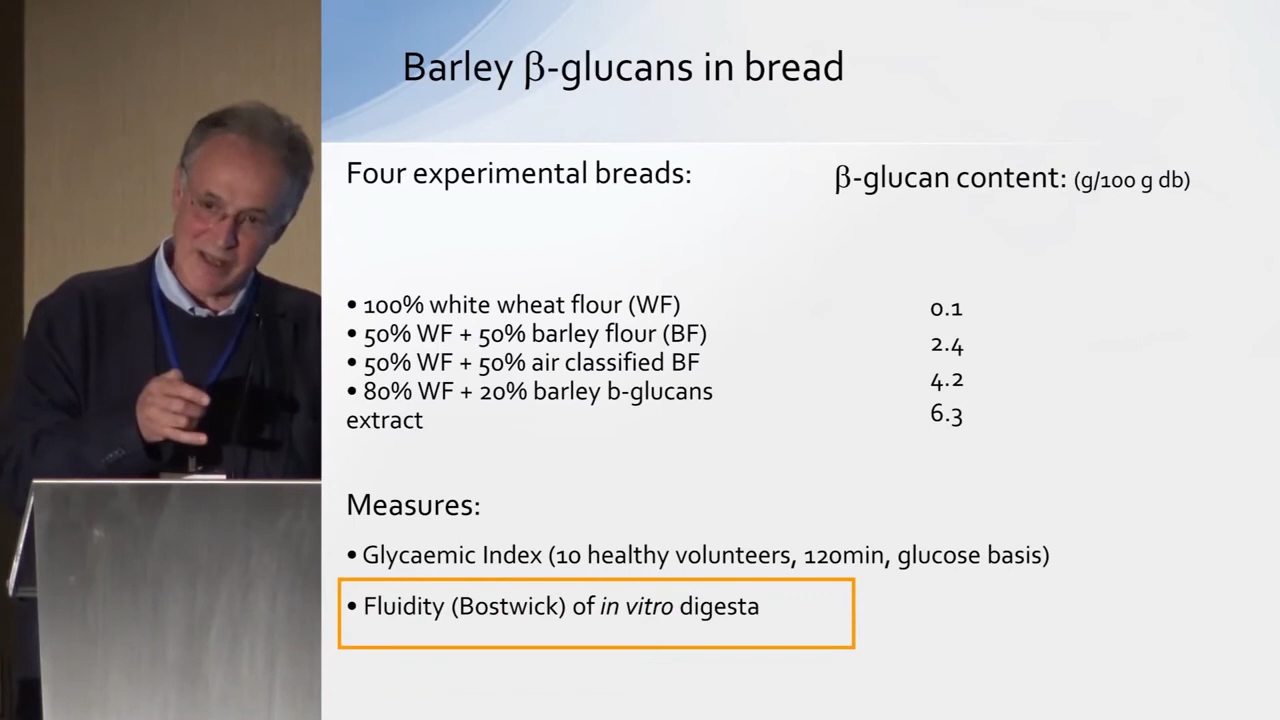 Barley β-glucans in bread
Four experimental breads:
β-glucan content: (g/100 g db)
• 100% white wheat flour (WF)
0.1
• 50% WF + 50% barley flour (BF)
2.4
• 50% WF + 50% air classified BF
4.2
• 80% WF + 20% barley b-glucans
extract
6.3
Measures:
• Glycaemic Index (10 healthy volunteers, 120min, glucose basis)
• Fluidity (Bostwick) of in vitro digesta